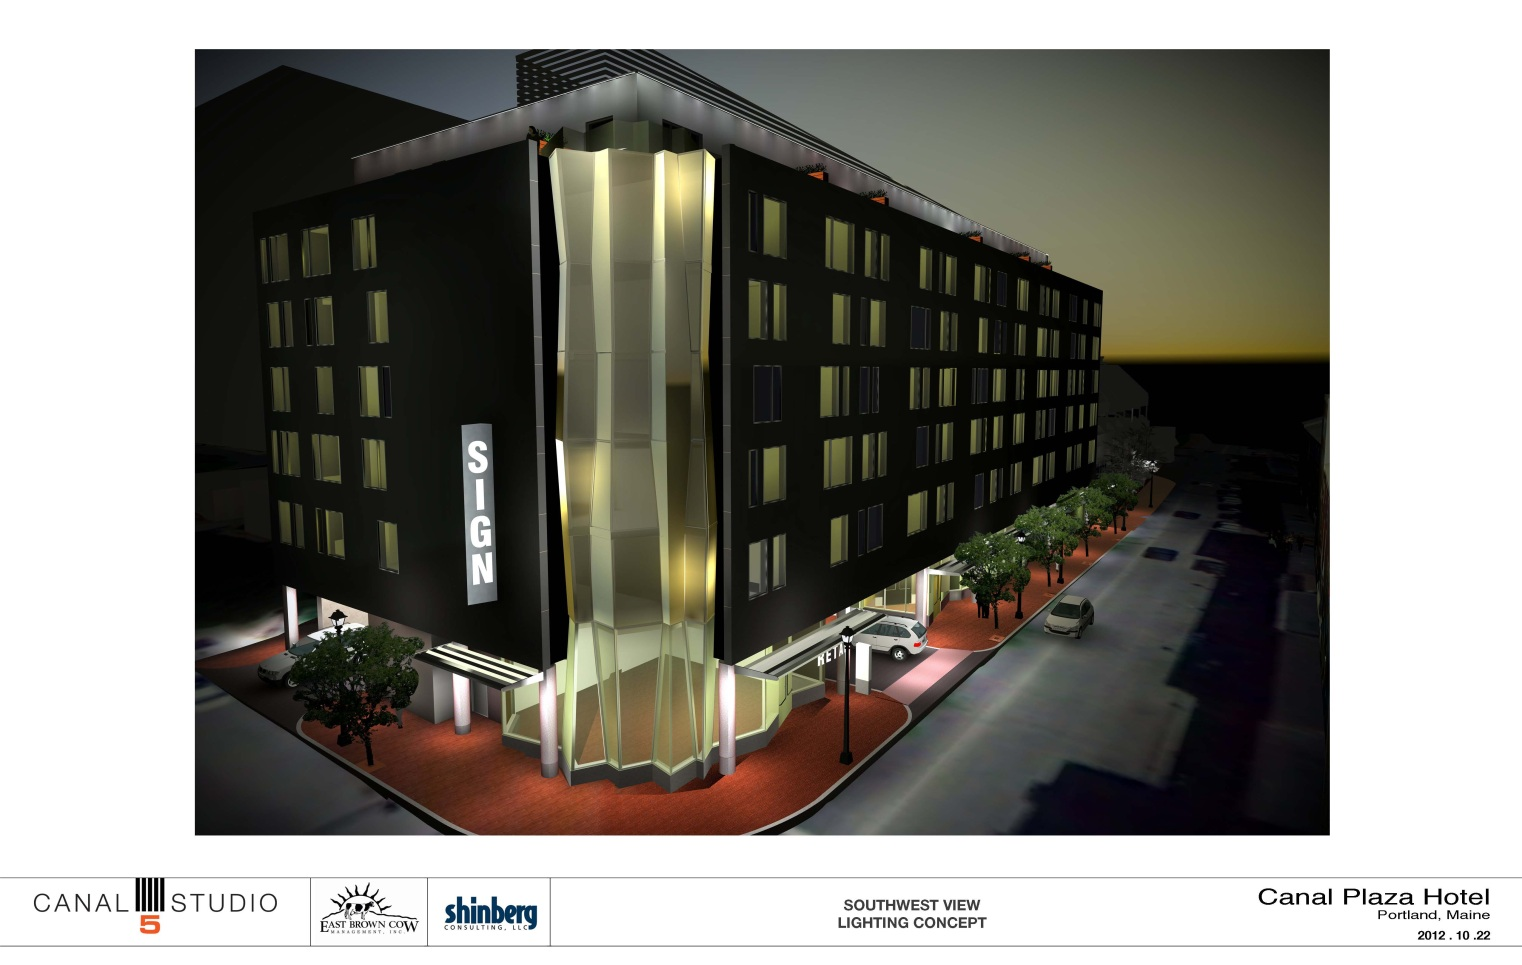 SIGN
RETA
CANAL 5 STUDIO
EAST BROWN COW
MANAGEMENT, INC.
shinberg
CONSULTING, LLC
SOUTHWEST VIEW
LIGHTING CONCEPT
Canal Plaza Hotel
Portland, Maine
2012 . 10 .22